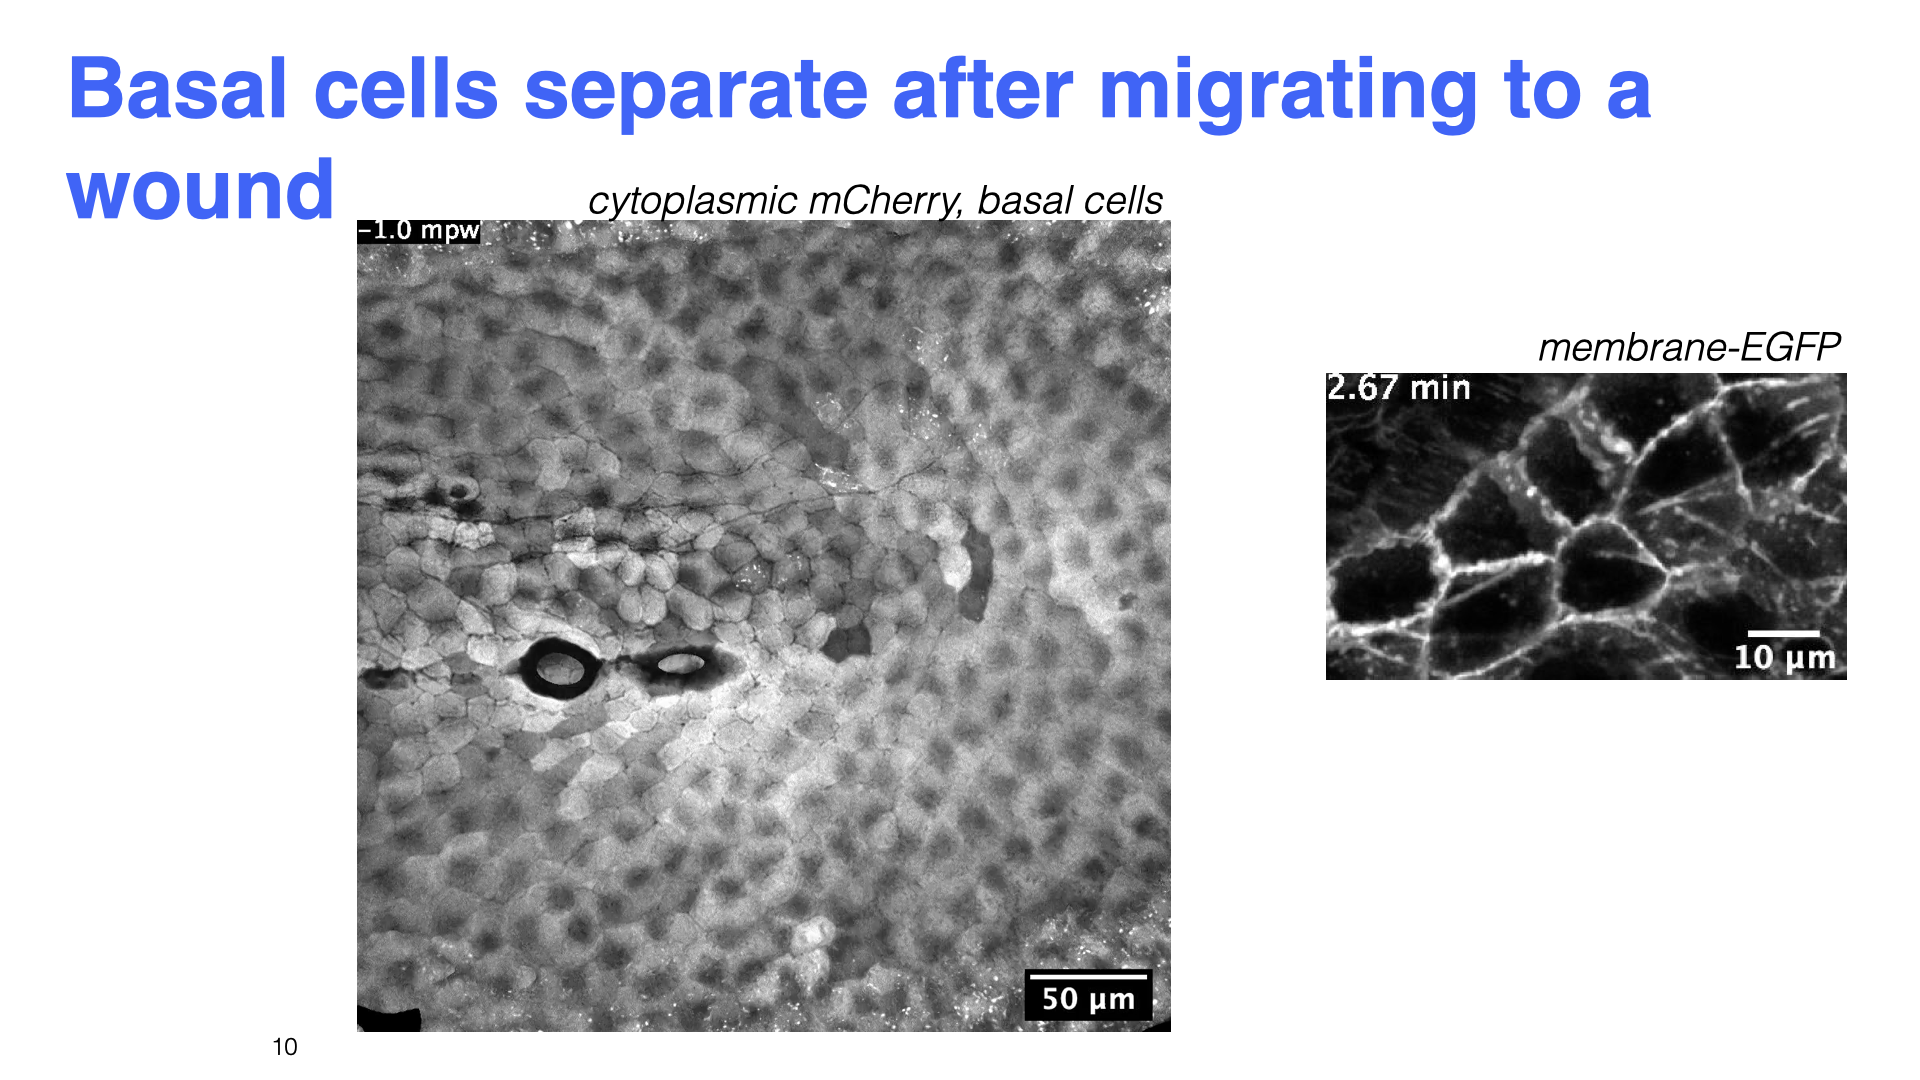 Basal cells separate after migrating to a
wound
cytoplasmic mCherry, basal cells
-1.0 mpw
membrane-EGFP
2.67 min
10 µm
50 µm
10